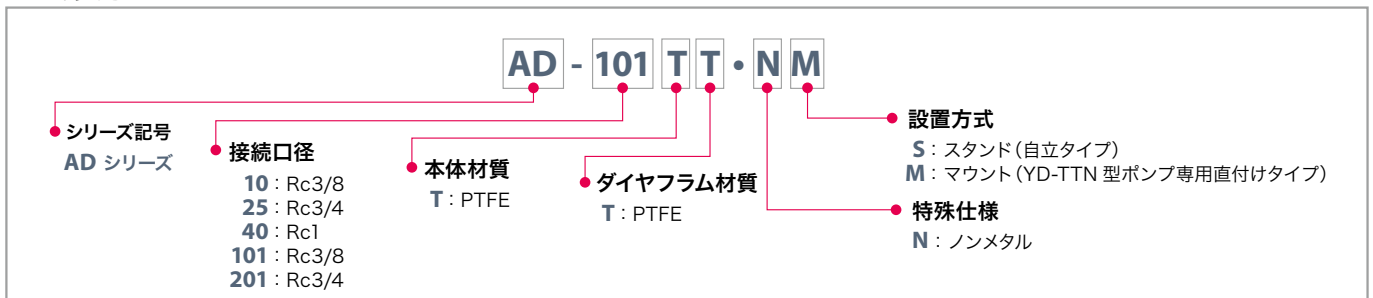 AD - 101 T T・N M
シリーズ記号
AD シリーズ
接続口径
10：Rc3/8
25：Rc3/4
40：Rc1
101：Rc3/8
201：Rc3/4
本体材質
T：PTFE
ダイヤフラム材質
T：PTFE
設置方式
S：スタンド（自立タイプ）
M：マウント（YD-TTN 型ポンプ専用直付けタイプ）
特殊仕様
N：ノンメタル